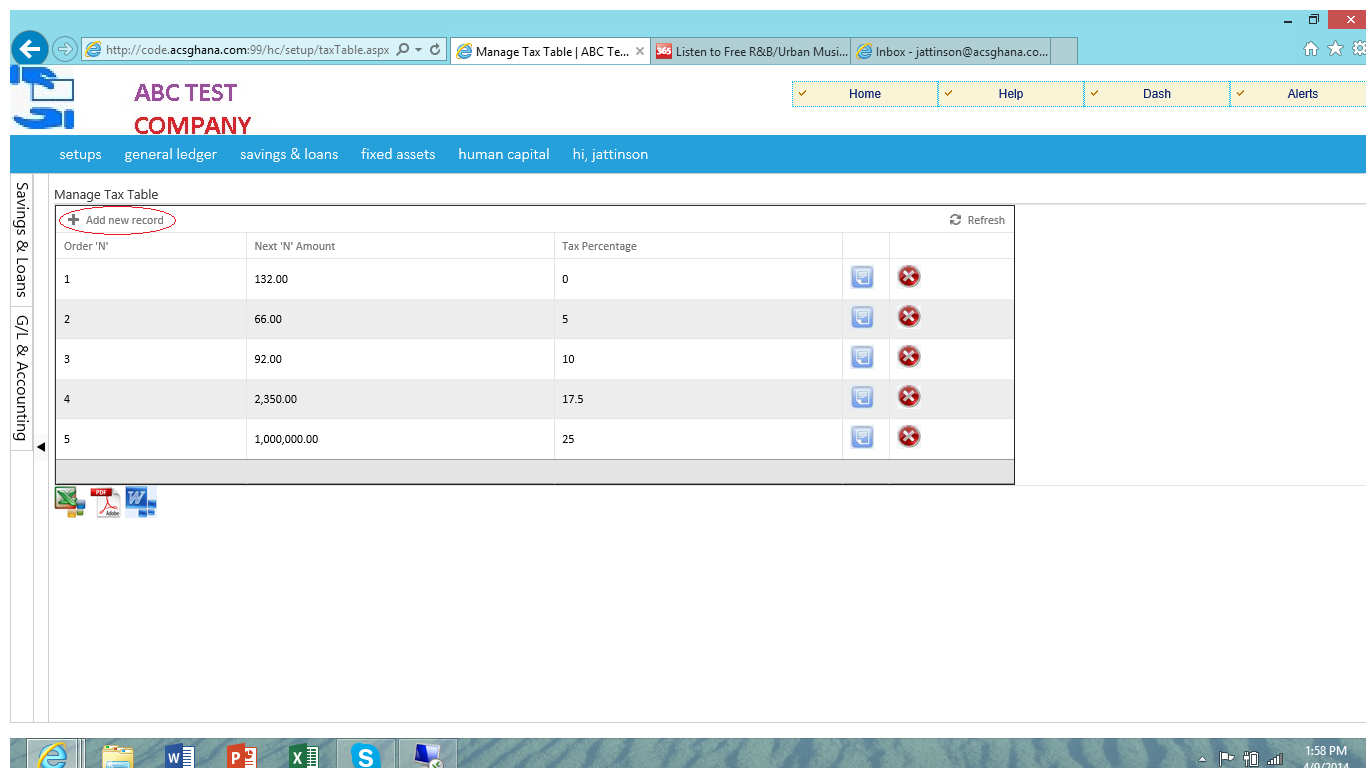 http://code.acsghana.com:99/hc/setup/taxTable.aspx
Manage Tax Table | ABC Te...
365 Listen to Free R&B/Urban Musi...
Inbox - jattinson@acsghana.co...
ABC TEST
COMPANY
Home Help Dash Alerts
setups general ledger savings & loans fixed assets human capital hi, jattinson
Savings & Loans
G/L & Accounting
Manage Tax Table
Add new record Refresh
Order 'N' Next 'N' Amount Tax Percentage
1 132.00 0
2 66.00 5
3 92.00 10
4 2,350.00 17.5
5 1,000,000.00 25
PDF
Adobe
1:58 PM
4/9/2014